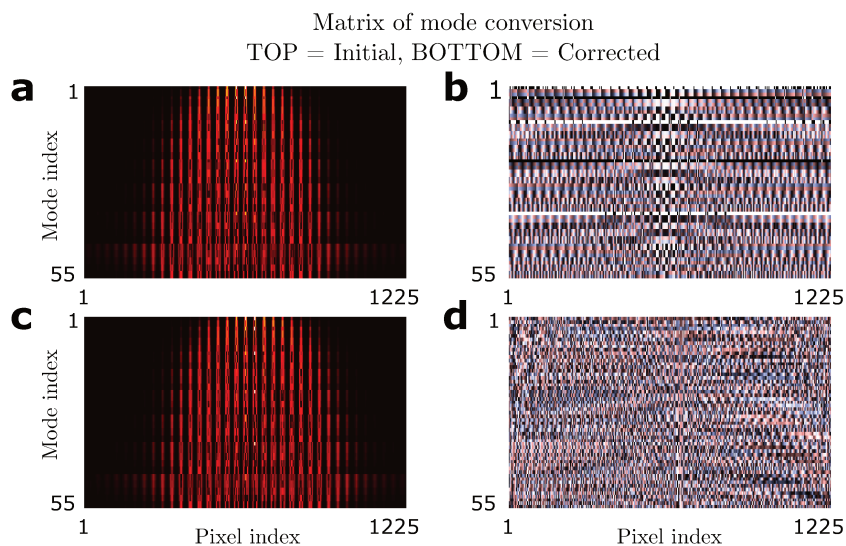 Matrix of mode conversion
TOP = Initial, BOTTOM = Corrected
a
b
1
Mode index
55
1
1225
1
55
1
1225
c
d
1
Mode index
55
1
1225
Pixel index
1
55
1
1225
Pixel index